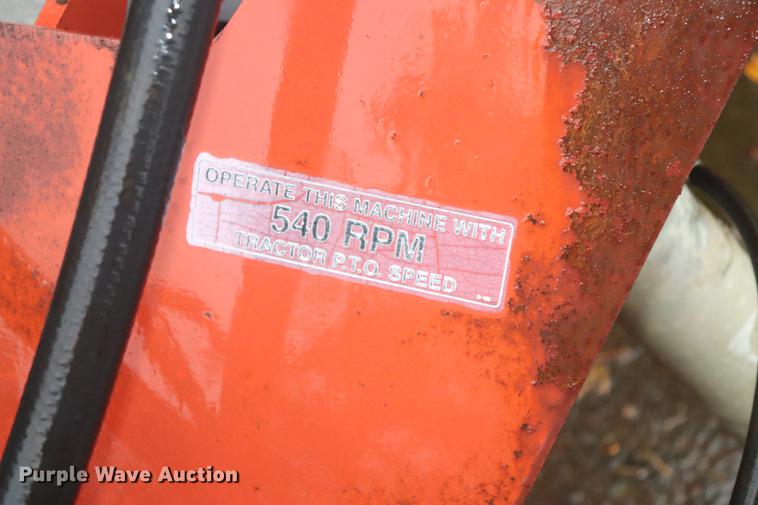 OPERATE THIS MACHINE WITH
540 RPM
TRACTOR P.T.O. SPEED
Purple Wave Auction